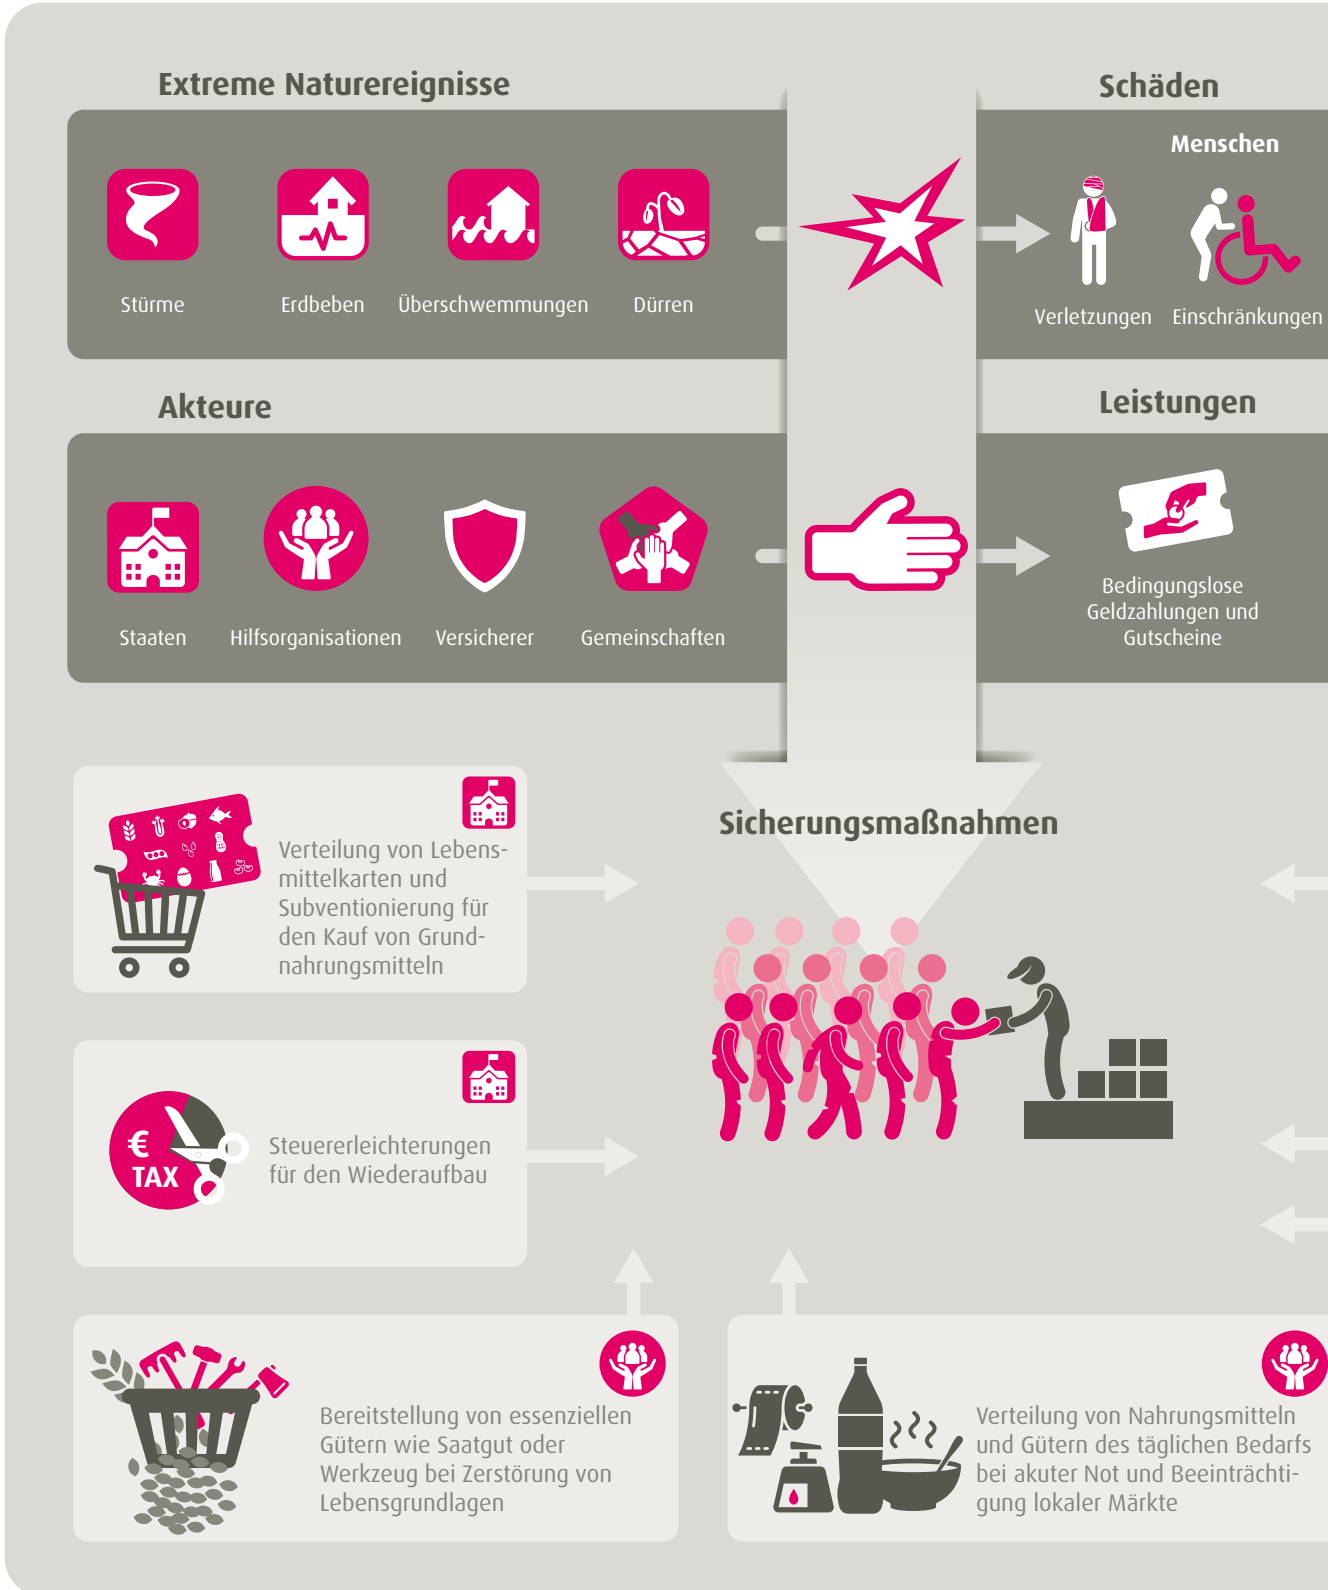 Extreme Naturereignisse
Schäden
Menschen
Stürme
Erdbeben
Überschwemmungen
Dürren
Verletzungen
Einschränkungen
Akteure
Leistungen
Staaten
Hilfsorganisationen
Versicherer
Gemeinschaften
Bedingungslose
Geldzahlungen und
Gutscheine
Sicherungsmaßnahmen
Verteilung von Lebens-
mittelkarten und
Subventionierung für
den Kauf von Grund-
nahrungsmitteln
€
TAX
Steuererleichterungen
für den Wiederaufbau
Bereitstellung von essenziellen
Gütern wie Saatgut oder
Werkzeug bei Zerstörung von
Lebensgrundlagen
Verteilung von Nahrungsmitteln
und Gütern des täglichen Bedarfs
bei akuter Not und Beeinträchti-
gung lokaler Märkte